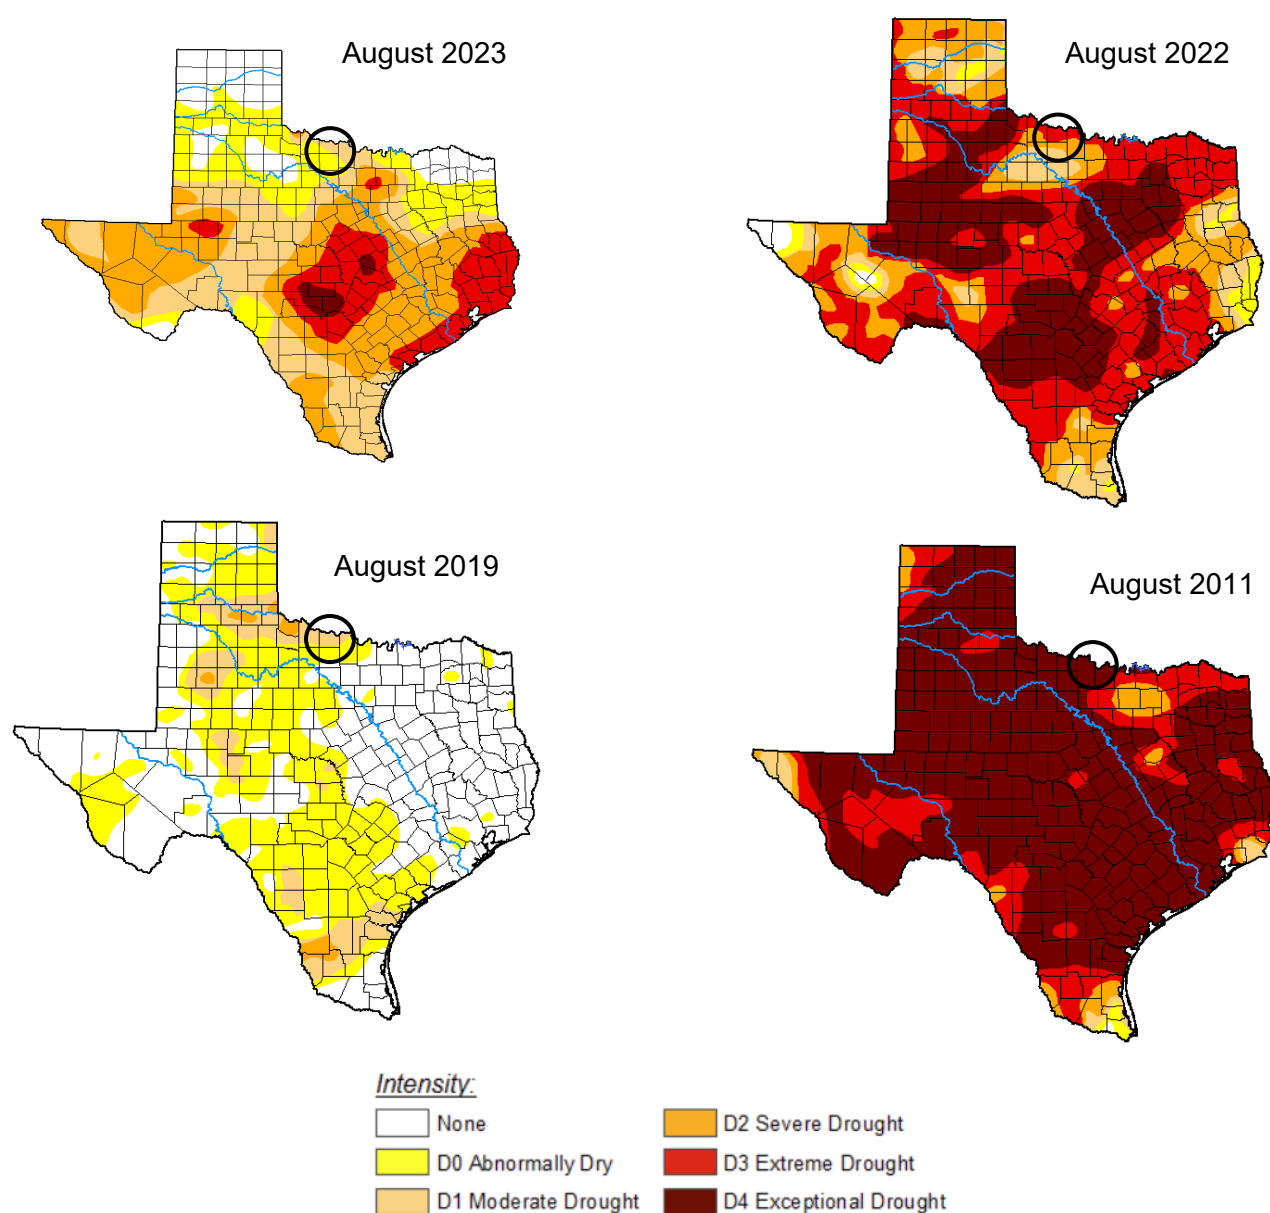 August 2023
August 2022
August 2019
August 2011
Intensity:
None
D0 Abnormally Dry
D1 Moderate Drought
D2 Severe Drought
D3 Extreme Drought
D4 Exceptional Drought